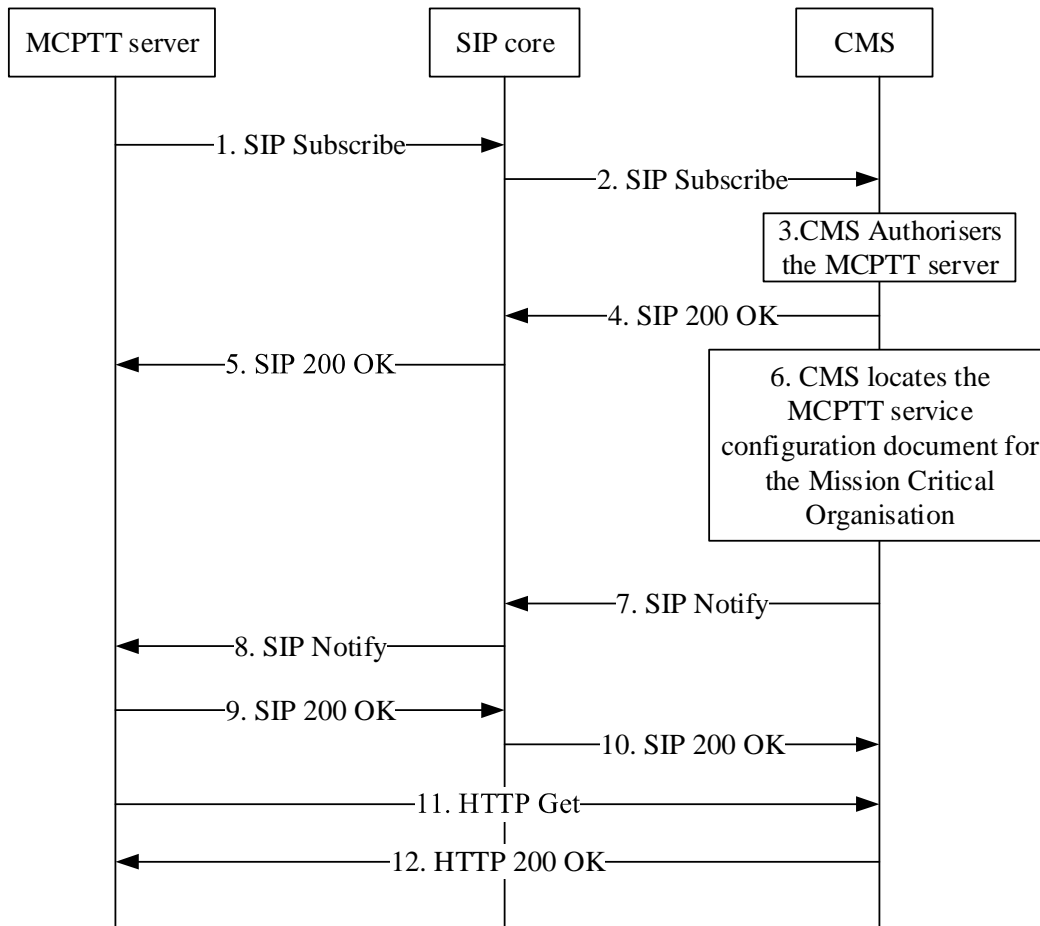 MCPTT server
SIP core
CMS
1. SIP Subscribe
2. SIP Subscribe
3.CMS Authorisers
the MCPTT server
4. SIP 200 OK
5. SIP 200 OK
6. CMS locates the
MCPTT service
configuration document for
the Mission Critical
Organisation
7. SIP Notify
8. SIP Notify
9. SIP 200 OK
10. SIP 200 OK
11. HTTP Get
12. HTTP 200 OK